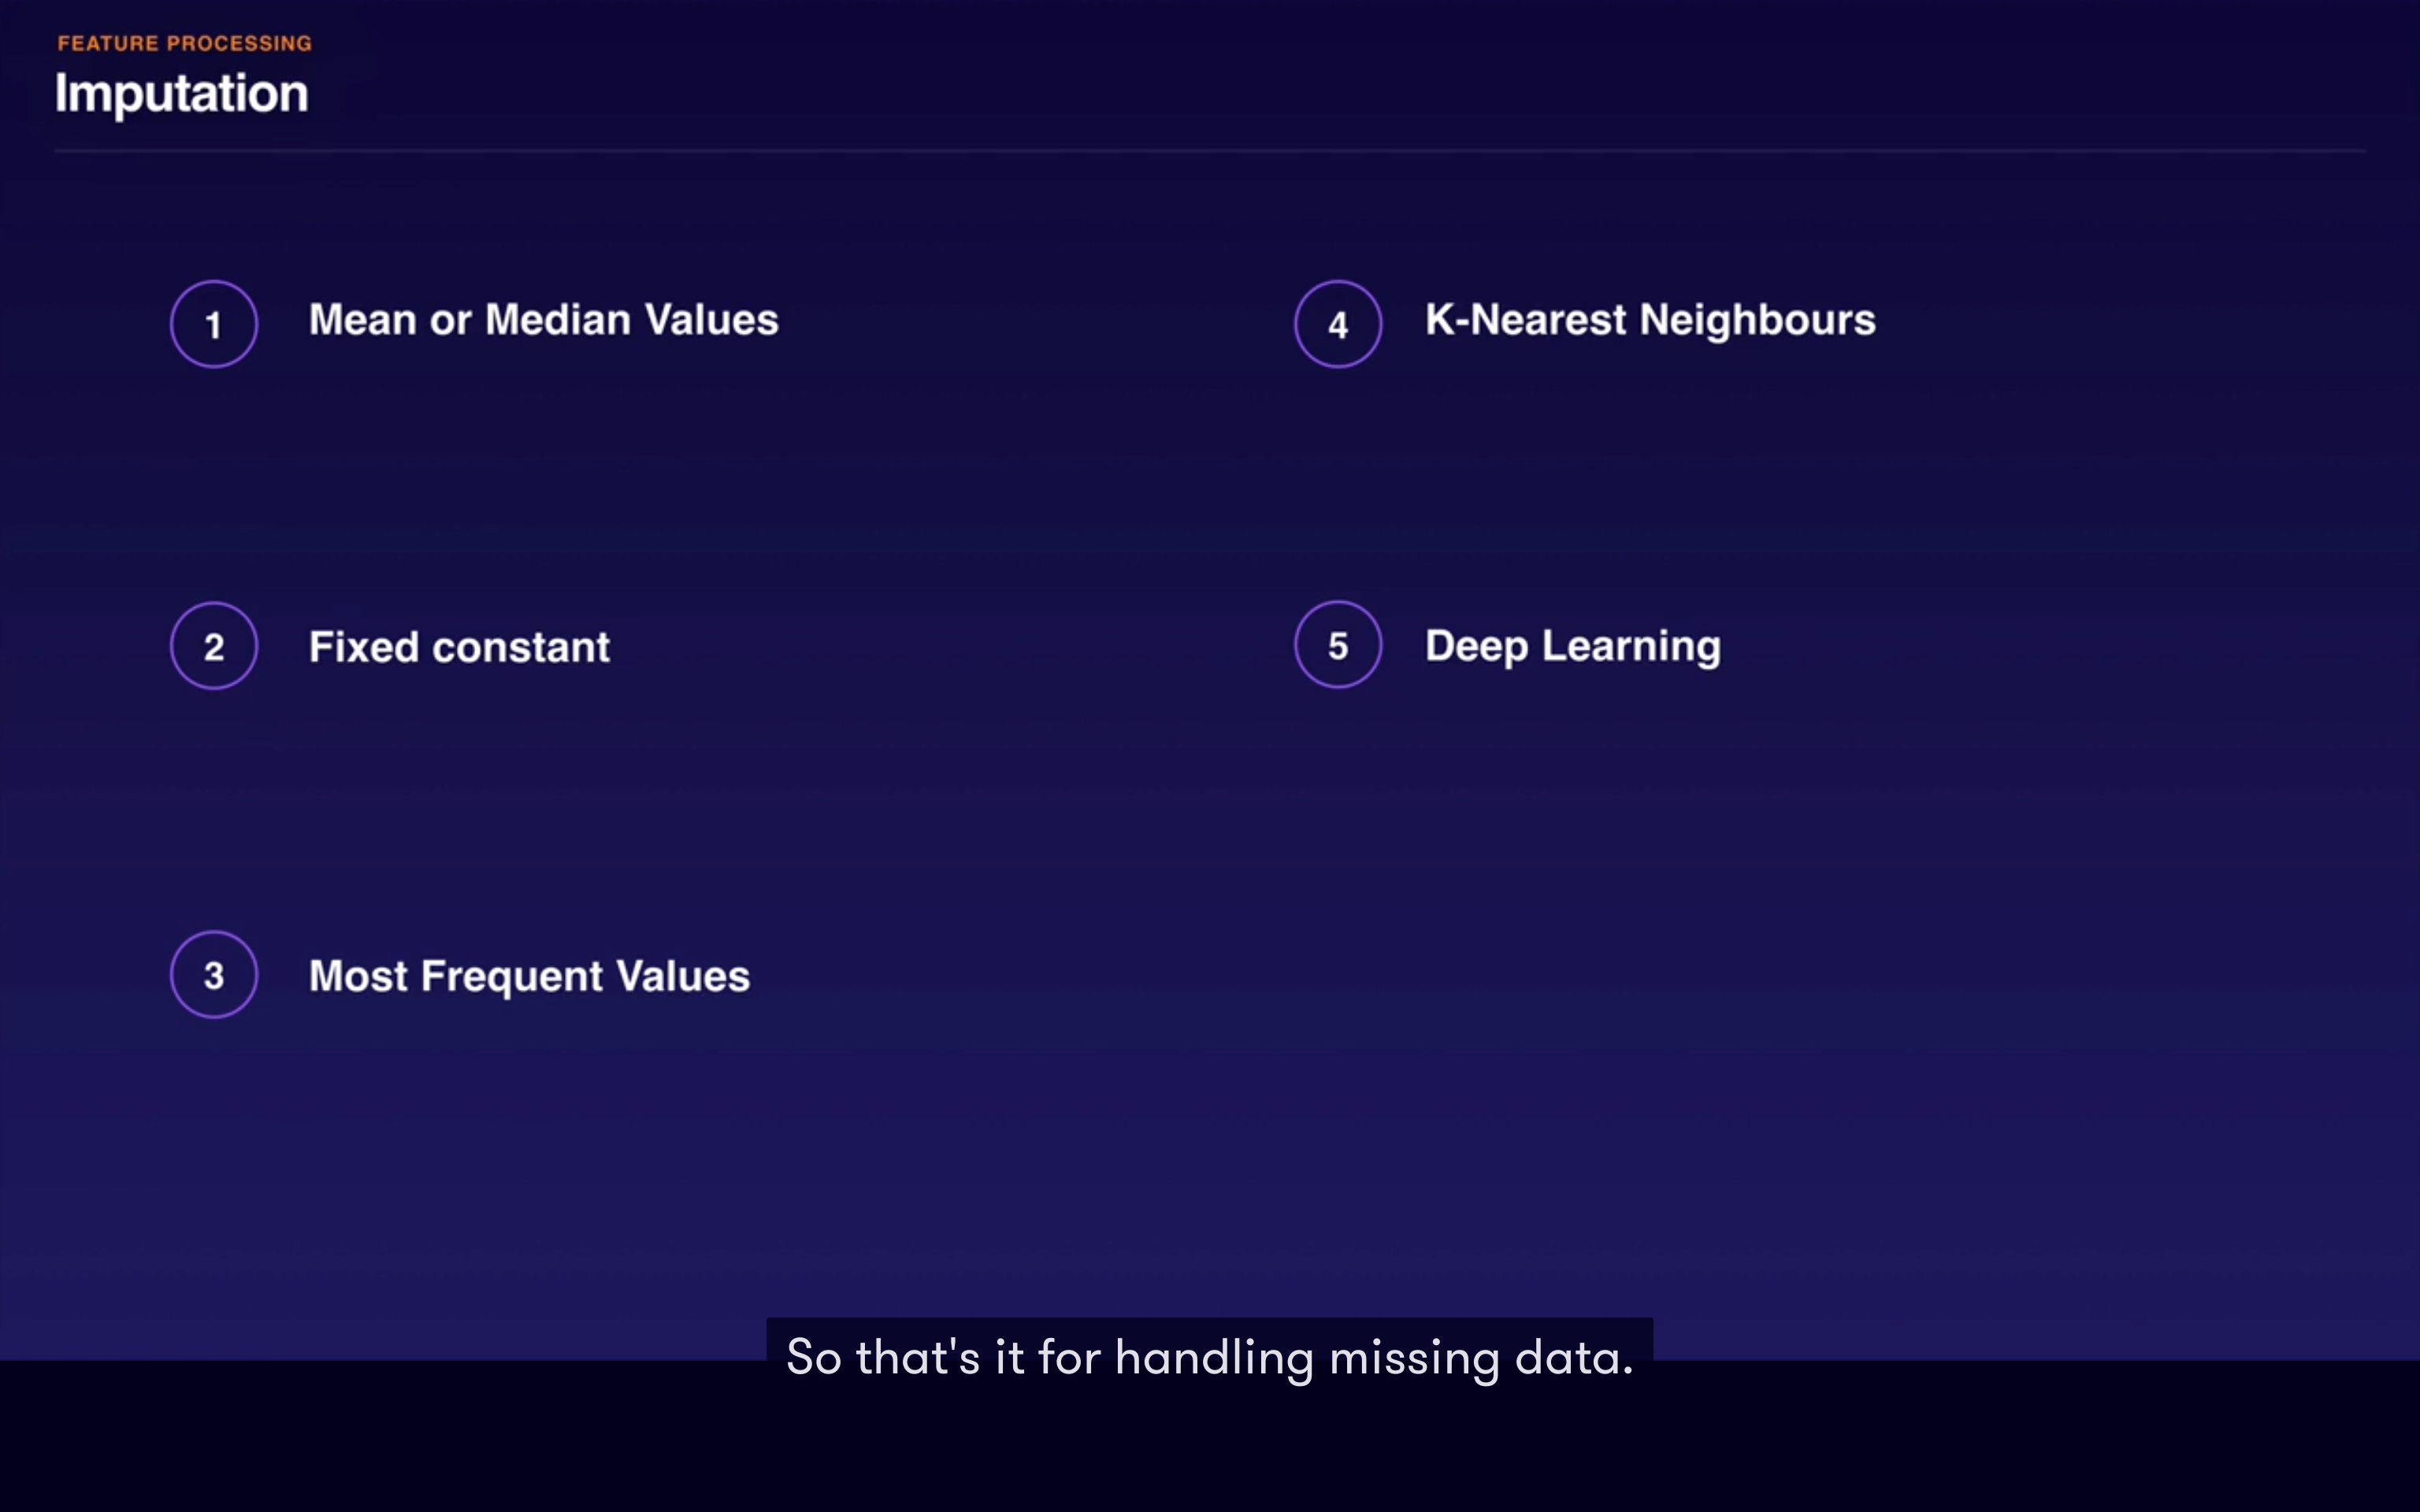 FEATURE PROCESSING
Imputation
1 Mean or Median Values
2 Fixed constant
3 Most Frequent Values
4 K-Nearest Neighbours
5 Deep Learning
So that's it for handling missing data.